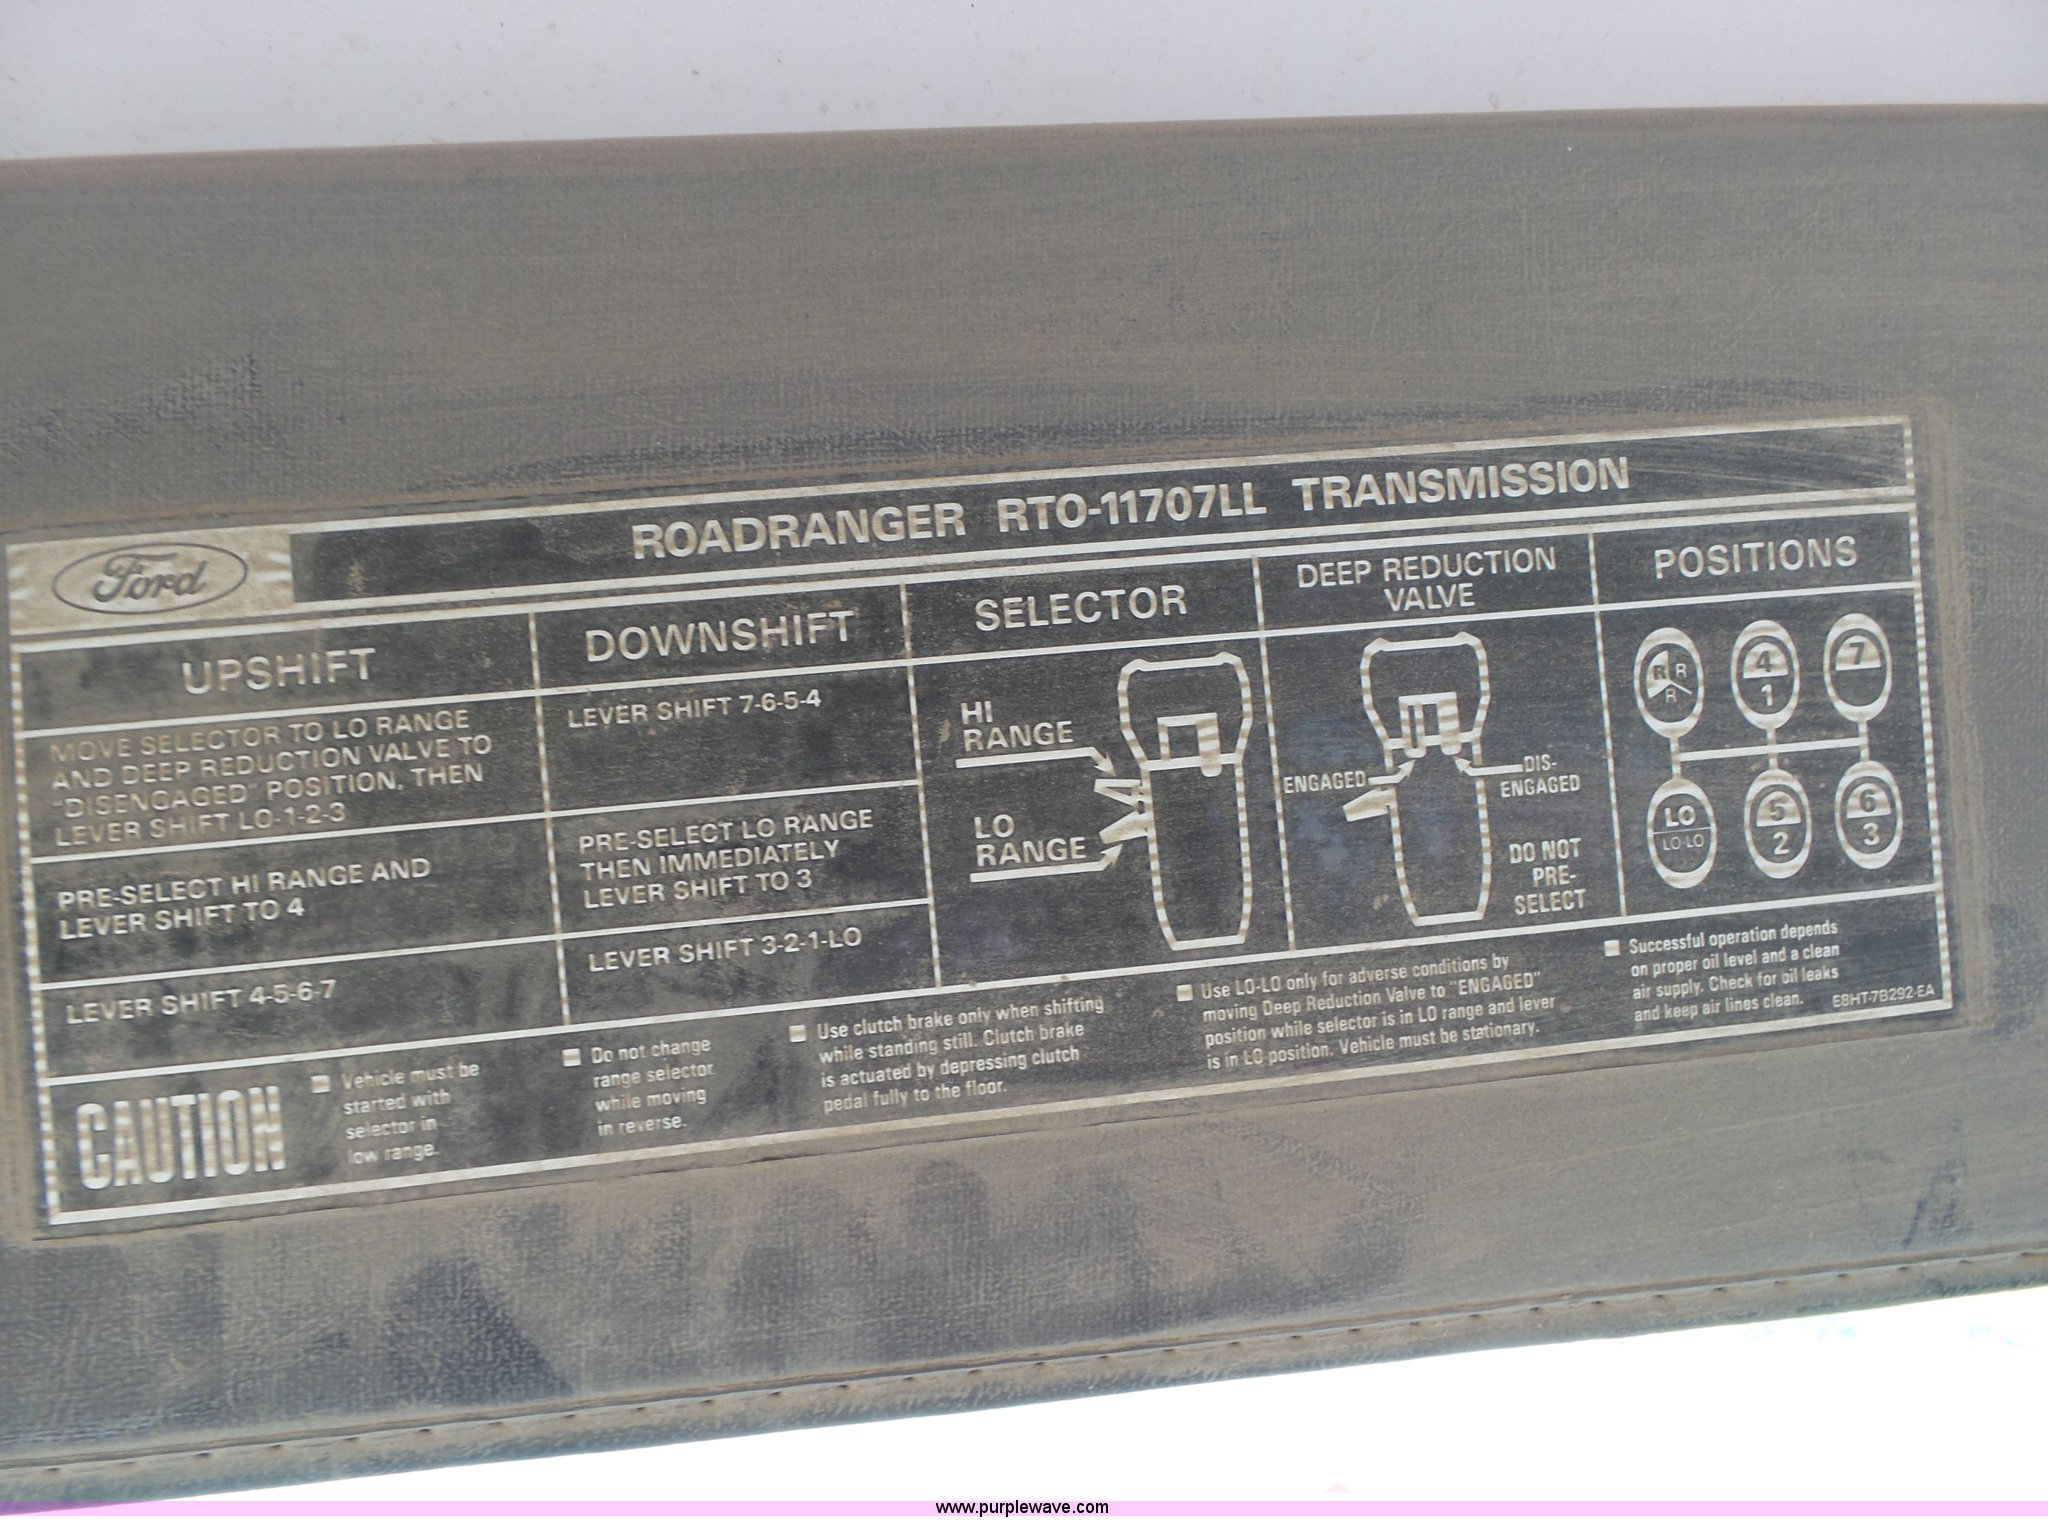 Ford
ROADRANGER RTO-11707LL TRANSMISSION
UPSHIFT
MOVE SELECTOR TO LO RANGE
AND DEEP REDUCTION VALVE TO
"DISENGAGED" POSITION, THEN
LEVER SHIFT LO-1-2-3
PRE-SELECT HI RANGE AND
LEVER SHIFT TO 4
LEVER SHIFT 4-5-6-7
DOWNSHIFT
LEVER SHIFT 7-6-5-4
PRE-SELECT LO RANGE
THEN IMMEDIATELY
LEVER SHIFT TO 3
LEVER SHIFT 3-2-1-LO
SELECTOR
HI
RANGE
LO
RANGE
DEEP REDUCTION
VALVE
ENGAGED
DIS-
ENGAGED
DO NOT
PRE-
SELECT
POSITIONS
R R
R
4
1
7
LO
LO-LO
5
2
6
3
CAUTION
Vehicle must be
started with
selector in
low range.
Do not change
range selector
while moving
in reverse.
Use clutch brake only when shifting
while standing still. Clutch brake
is actuated by depressing clutch
pedal fully to the floor.
Use LO-LO only for adverse conditions by
moving Deep Reduction Valve to "ENGAGED"
position while selector is in LO range and lever
is in LO position. Vehicle must be stationary.
Successful operation depends
on proper oil level and a clean
air supply. Check for oil leaks
and keep air lines clean.
E8HT-7B292-EA
www.purplewave.com